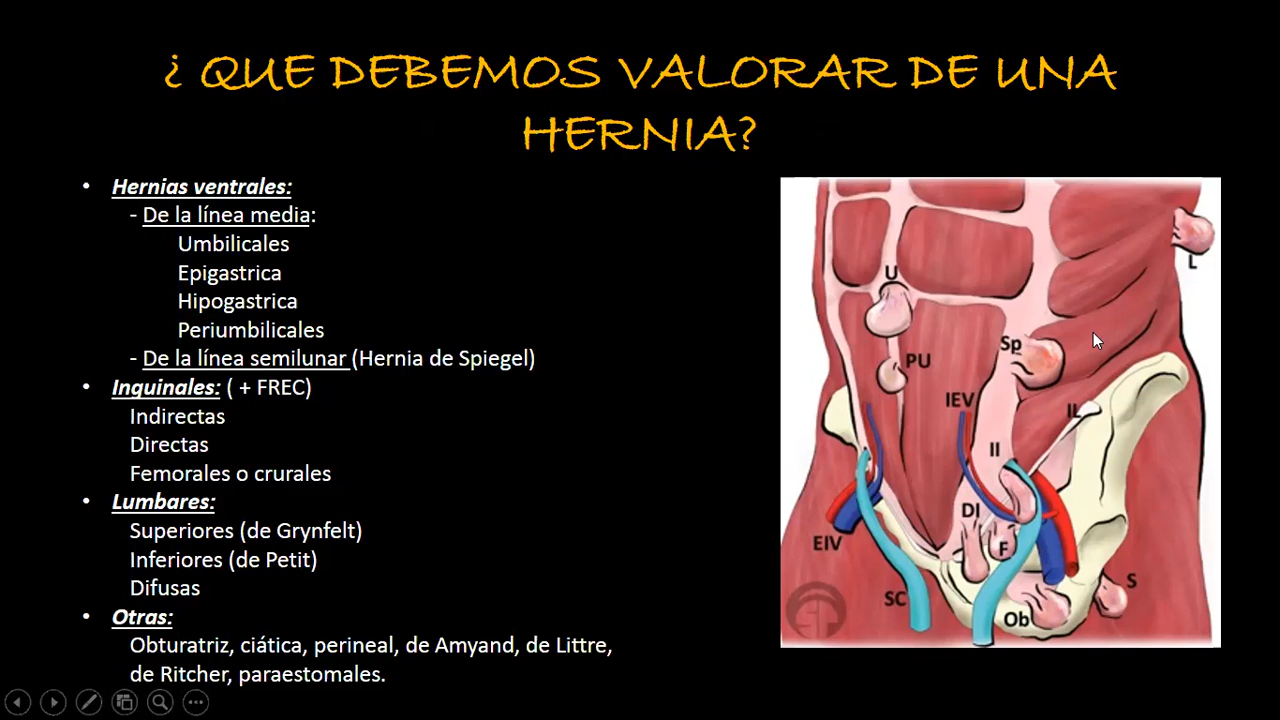 ¿ QUE DEBEMOS VALORAR DE UNA
HERNIA?
• Hernias ventrales:
- De la línea media:
Umbilicales
Epigastrica
Hipogastrica
Periumbilicales
- De la línea semilunar (Hernia de Spiegel)
• Inquinales: ( + FREC)
Indirectas
Directas
Femorales o crurales
• Lumbares:
Superiores (de Grynfelt)
Inferiores (de Petit)
Difusas
• Otras:
Obturatriz, ciática, perineal, de Amyand, de Littre,
de Ritcher, paraestomales.
L
U
Sp
PU
IEV
IL
II
DI
F
EIV
SC
S
Ob